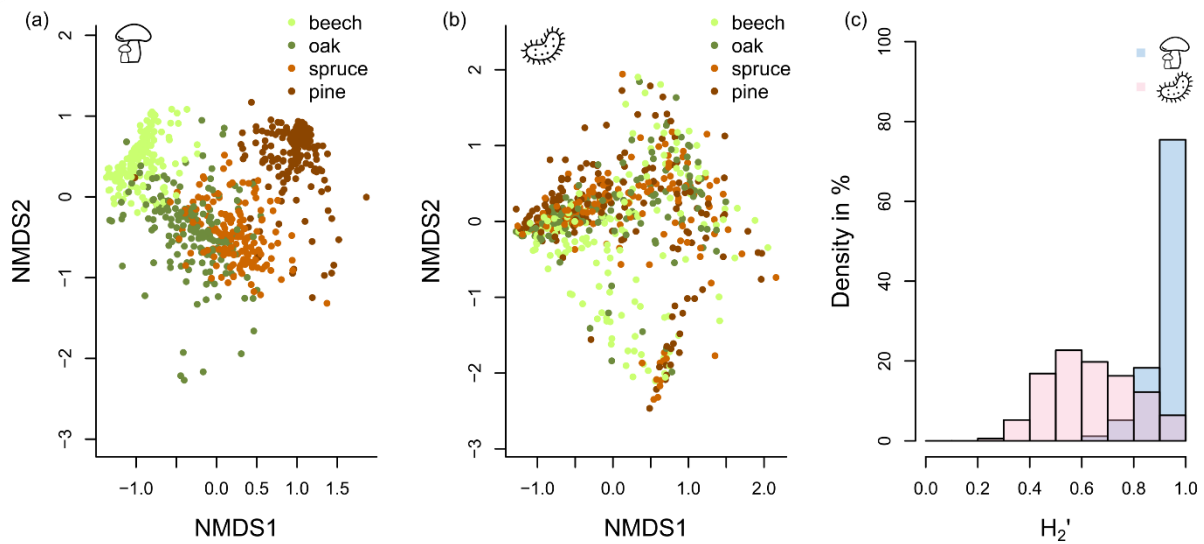 (a)
beech
oak
spruce
pine
NMDS2
2
1
0
−1
−2
−3
−1.0
0.0
0.5
1.0
1.5
NMDS1
(b)
beech
oak
spruce
pine
NMDS2
2
1
0
−1
−2
−3
−1.0
0.0
1.0
2.0
NMDS1
(c)
Density in %
100
80
60
40
20
0
0.0
0.2
0.4
0.6
0.8
1.0
H2'